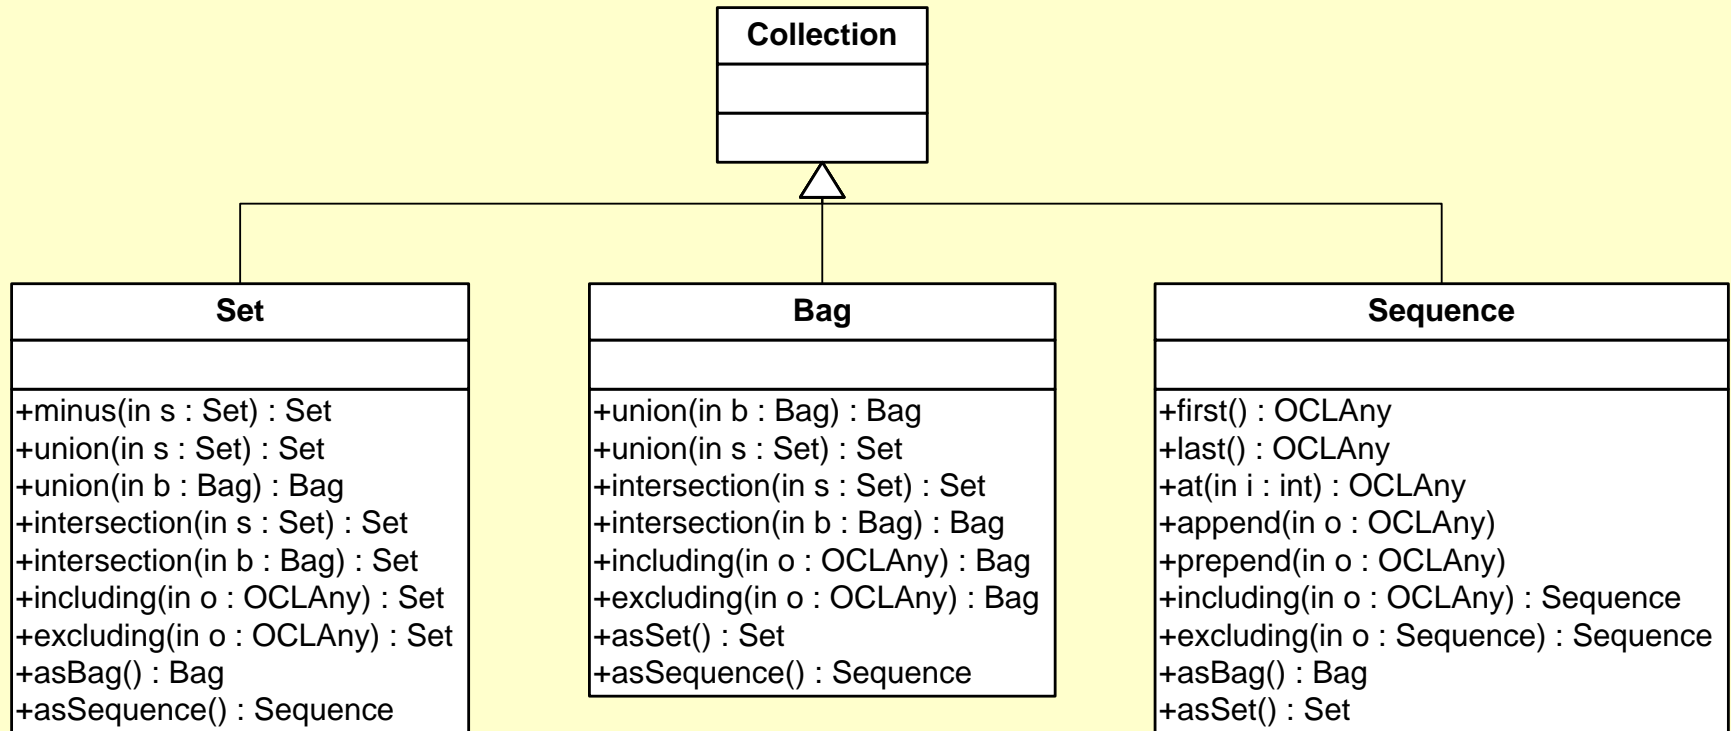 Collection
Set
+minus(in s : Set) : Set
+union(in s : Set) : Set
+union(in b : Bag) : Bag
+intersection(in s : Set) : Set
+intersection(in b : Bag) : Set
+including(in o : OCLAny) : Set
+excluding(in o : OCLAny) : Set
+asBag() : Bag
+asSequence() : Sequence
Bag
+union(in b : Bag) : Bag
+union(in s : Set) : Set
+intersection(in s : Set) : Set
+intersection(in b : Bag) : Bag
+including(in o : OCLAny) : Bag
+excluding(in o : OCLAny) : Bag
+asSet() : Set
+asSequence() : Sequence
Sequence
+first() : OCLAny
+last() : OCLAny
+at(in i : int) : OCLAny
+append(in o : OCLAny)
+prepend(in o : OCLAny)
+including(in o : OCLAny) : Sequence
+excluding(in o : Sequence) : Sequence
+asBag() : Bag
+asSet() : Set